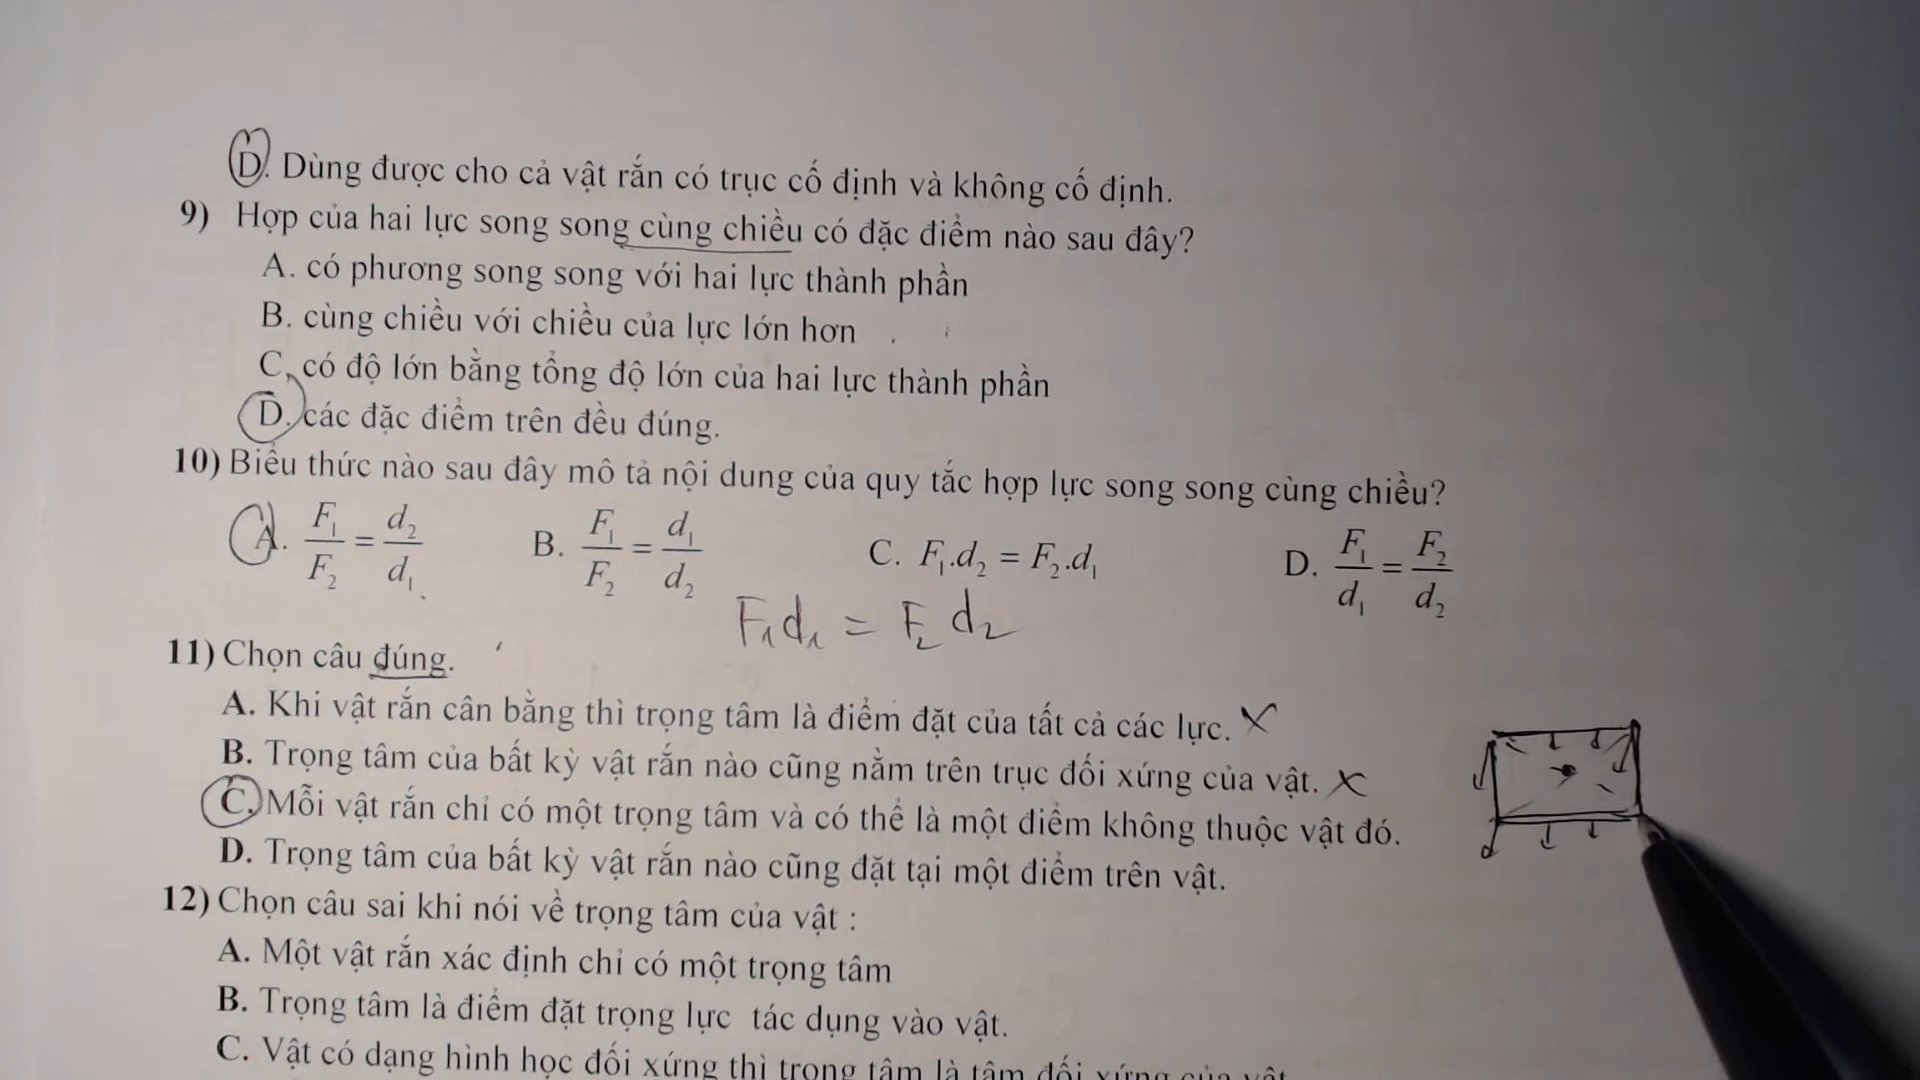 D. Dùng được cho cả vật rắn có trục cố định và không cố định.
9) Hợp của hai lực song song cùng chiều có đặc điểm nào sau đây?
A. có phương song song với hai lực thành phần
B. cùng chiều với chiều của lực lớn hơn
C. có độ lớn bằng tổng độ lớn của hai lực thành phần
D. các đặc điểm trên đều đúng.
10) Biểu thức nào sau đây mô tả nội dung của quy tắc hợp lực song song cùng chiều?
A. F₁/F₂ = d₂/d₁ B. F₁/F₂ = d₁/d₂ C. F₁.d₂ = F₂.d₁ D. F₁/d₁ = F₂/d₂
F₁d₁ = F₂d₂
11) Chọn câu đúng.
A. Khi vật rắn cân bằng thì trọng tâm là điểm đặt của tất cả các lực. X
B. Trọng tâm của bất kỳ vật rắn nào cũng nằm trên trục đối xứng của vật. X
C. Mỗi vật rắn chỉ có một trọng tâm và có thể là một điểm không thuộc vật đó.
D. Trọng tâm của bất kỳ vật rắn nào cũng đặt tại một điểm trên vật.
12) Chọn câu sai khi nói về trọng tâm của vật :
A. Một vật rắn xác định chỉ có một trọng tâm
B. Trọng tâm là điểm đặt trọng lực tác dụng vào vật.
C. Vật có dạng hình học đối xứng thì trọng tâm là tâm đối xứng của vật